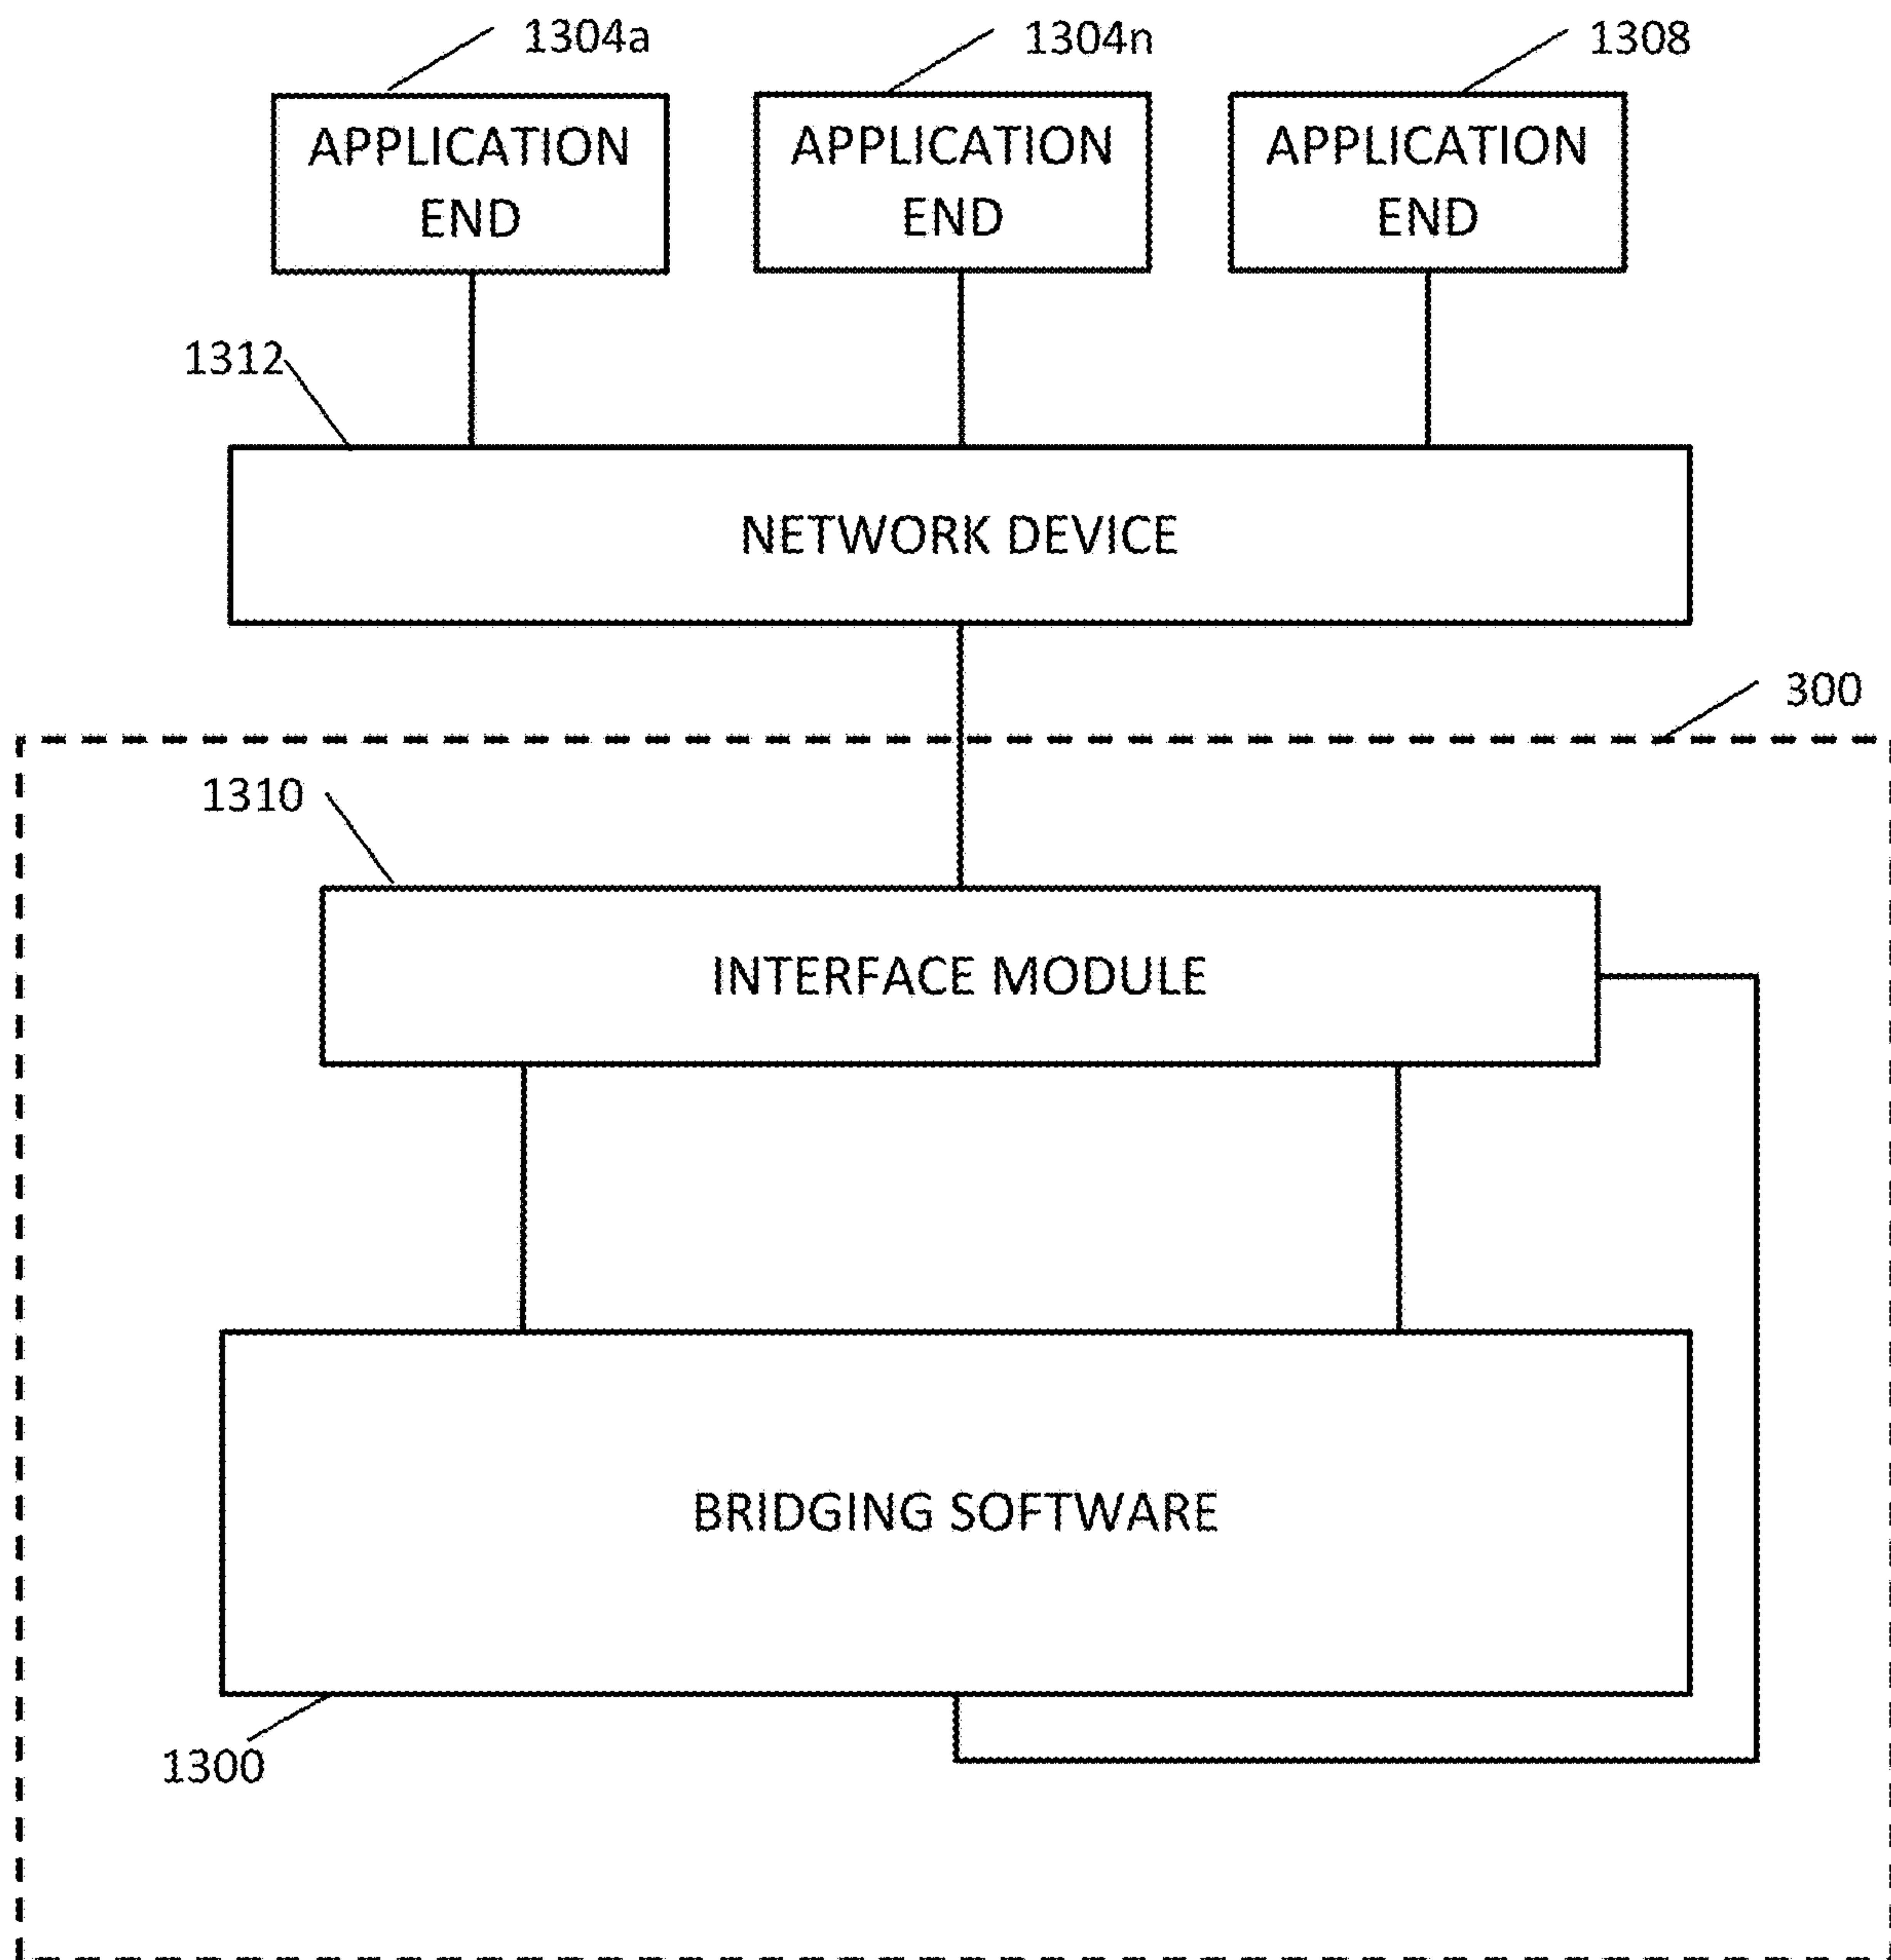 1304a
1304n
1308
APPLICATION
END
APPLICATION
END
APPLICATION
END
1312
NETWORK DEVICE
300
1310
INTERFACE MODULE
BRIDGING SOFTWARE
1300